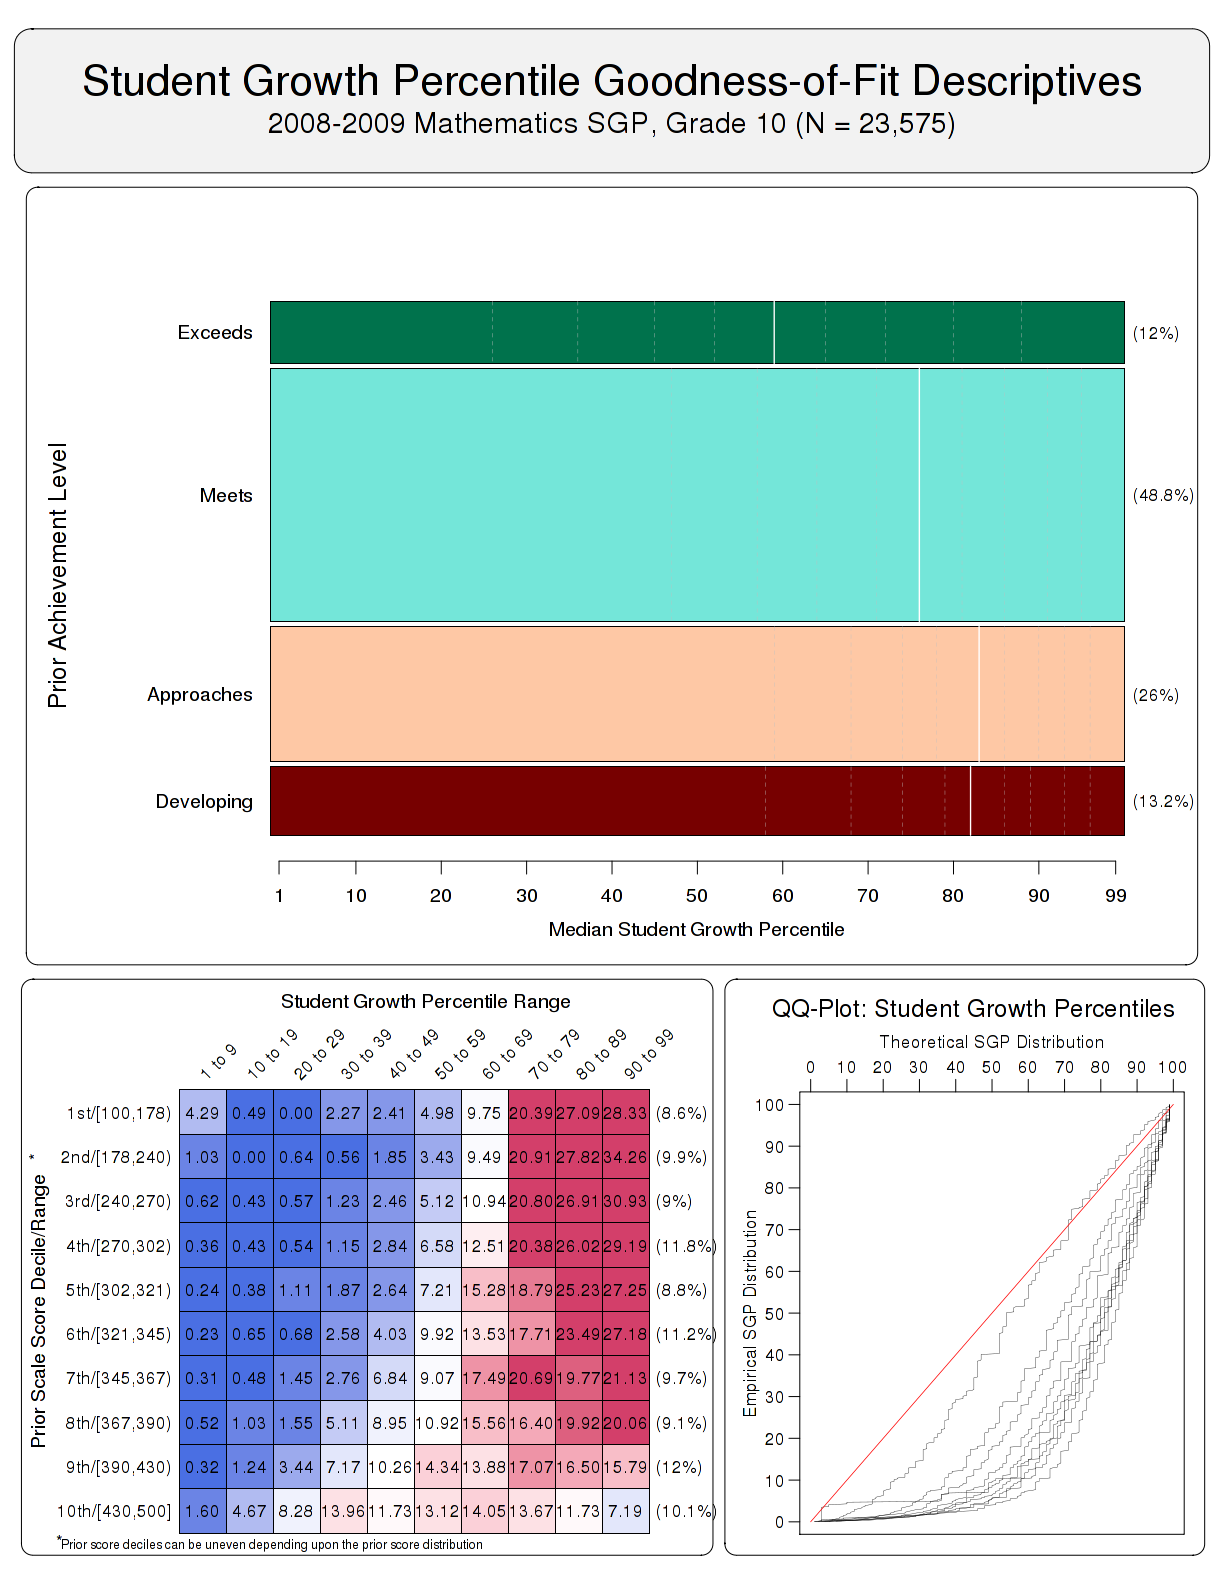 Student Growth Percentile Goodness-of-Fit Descriptives
2008-2009 Mathematics SGP, Grade 10 (N = 23,575)
Prior Achievement Level
Exceeds (12%)
Meets (48.8%)
Approaches (26%)
Developing (13.2%)
1 10 20 30 40 50 60 70 80 90 99
Median Student Growth Percentile
Student Growth Percentile Range
1 to 9 10 to 19 20 to 29 30 to 39 40 to 49 50 to 59 60 to 69 70 to 79 80 to 89 90 to 99
Prior Scale Score Decile/Range *
1st/[100,178) 4.29 0.49 0.00 2.27 2.41 4.98 9.75 20.39 27.09 28.33 (8.6%)
2nd/[178,240) 1.03 0.00 0.64 0.56 1.85 3.43 9.49 20.91 27.82 34.26 (9.9%)
3rd/[240,270) 0.62 0.43 0.57 1.23 2.46 5.12 10.94 20.80 26.91 30.93 (9%)
4th/[270,302) 0.36 0.43 0.54 1.15 2.84 6.58 12.51 20.38 26.02 29.19 (11.8%)
5th/[302,321) 0.24 0.38 1.11 1.87 2.64 7.21 15.28 18.79 25.23 27.25 (8.8%)
6th/[321,345) 0.23 0.65 0.68 2.58 4.03 9.92 13.53 17.71 23.49 27.18 (11.2%)
7th/[345,367) 0.31 0.48 1.45 2.76 6.84 9.07 17.49 20.69 19.77 21.13 (9.7%)
8th/[367,390) 0.52 1.03 1.55 5.11 8.95 10.92 15.56 16.40 19.92 20.06 (9.1%)
9th/[390,430) 0.32 1.24 3.44 7.17 10.26 14.34 13.88 17.07 16.50 15.79 (12%)
10th/[430,500] 1.60 4.67 8.28 13.96 11.73 13.12 14.05 13.67 11.73 7.19 (10.1%)
*Prior score deciles can be uneven depending upon the prior score distribution
QQ-Plot: Student Growth Percentiles
Theoretical SGP Distribution
0 10 20 30 40 50 60 70 80 90 100
Empirical SGP Distribution
100
90
80
70
60
50
40
30
20
10
0